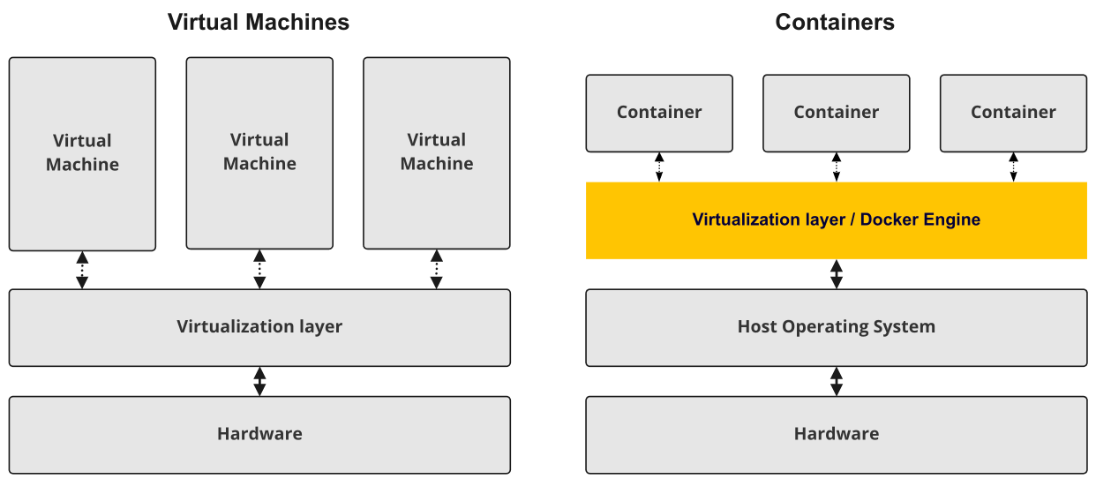 Virtual Machines
Virtual
Machine
Virtual
Machine
Virtual
Machine
Virtualization layer
Hardware
Containers
Container
Container
Container
Virtualization layer / Docker Engine
Host Operating System
Hardware